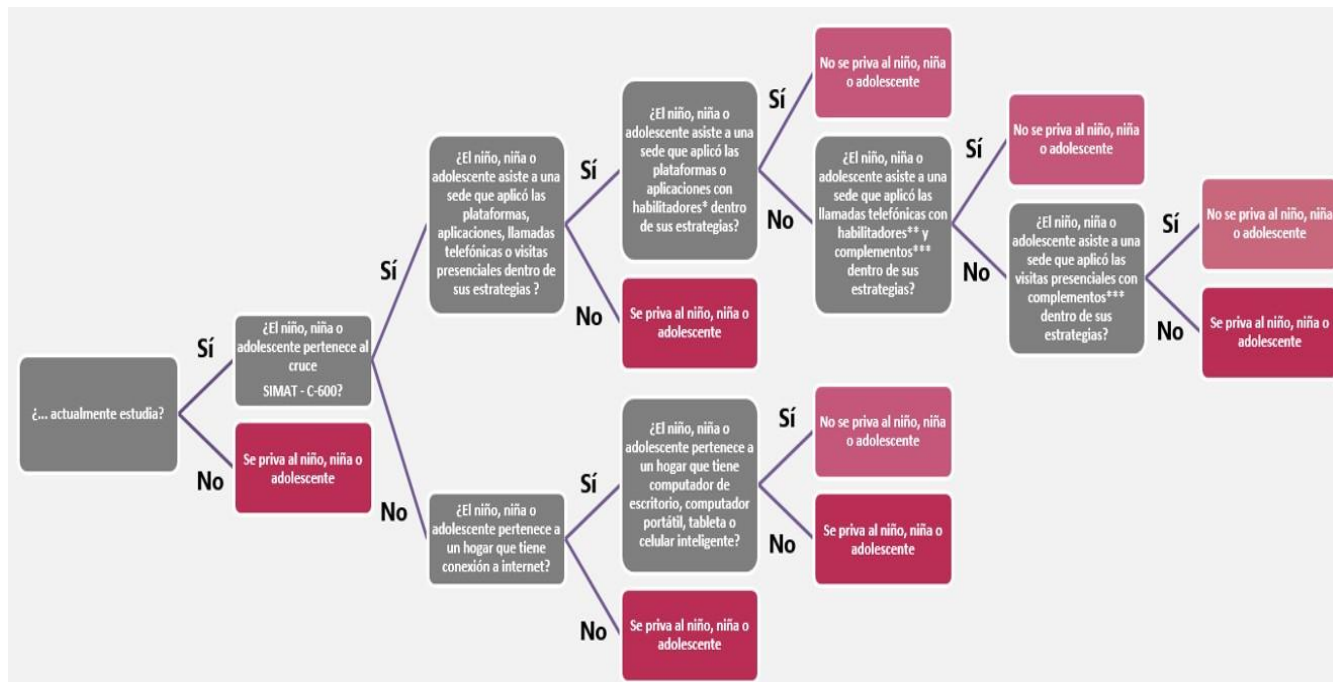 ¿... actualmente estudia?
Sí
No
¿El niño, niña o
adolescente pertenece al
cruce
SIMAT - C-600?
Se priva al niño, niña o
adolescente
Sí
No
¿El niño, niña o
adolescente asiste a una
sede que aplicó las
plataformas,
aplicaciones, llamadas
telefónicas o visitas
presenciales dentro de
sus estrategias ?
Sí
No
¿El niño, niña o
adolescente asiste a una
sede que aplicó las
plataformas o
aplicaciones con
habilitadores* dentro
de sus estrategias?
Se priva al niño, niña o
adolescente
Sí
No
No se priva al niño, niña
o adolescente
¿El niño, niña o
adolescente asiste a una
sede que aplicó las
llamadas telefónicas con
habilitadores** y
complementos***
dentro de sus
estrategias?
Sí
No
No se priva al niño, niña
o adolescente
¿El niño, niña o
adolescente asiste a una
sede que aplicó las
visitas presenciales con
complementos***
dentro de sus
estrategias?
Sí
No
No se priva al niño, niña
o adolescente
Se priva al niño, niña o
adolescente
¿El niño, niña o
adolescente pertenece a
un hogar que tiene
conexión a internet?
Sí
No
¿El niño, niña o
adolescente pertenece a
un hogar que tiene
computador de
escritorio, computador
portátil, tableta o
celular inteligente?
Se priva al niño, niña o
adolescente
Sí
No
No se priva al niño, niña
o adolescente
Se priva al niño, niña o
adolescente